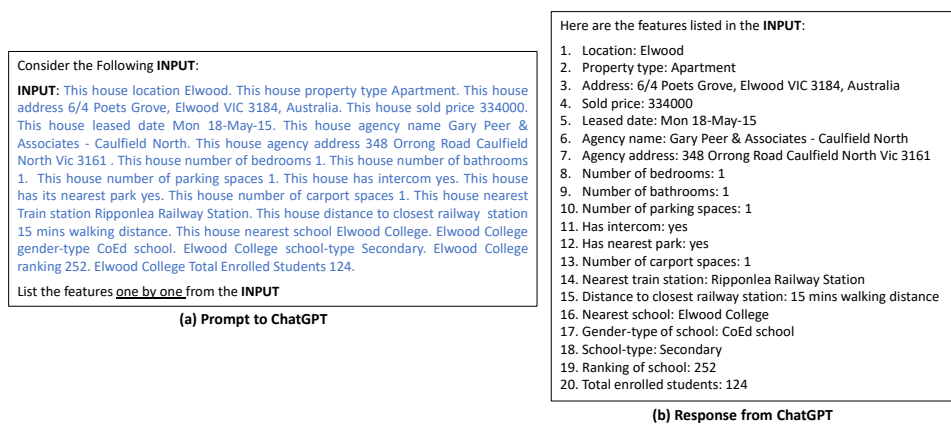 Consider the Following INPUT:
INPUT: This house location Elwood. This house property type Apartment. This house
address 6/4 Poets Grove, Elwood VIC 3184, Australia. This house sold price 334000.
This house leased date Mon 18-May-15. This house agency name Gary Peer &
Associates - Caulfield North. This house agency address 348 Orrong Road Caulfield
North Vic 3161 . This house number of bedrooms 1. This house number of bathrooms
1. This house number of parking spaces 1. This house has intercom yes. This house
has its nearest park yes. This house number of carport spaces 1. This house nearest
Train station Ripponlea Railway Station. This house distance to closest railway station
15 mins walking distance. This house nearest school Elwood College. Elwood College
gender-type CoEd school. Elwood College school-type Secondary. Elwood College
ranking 252. Elwood College Total Enrolled Students 124.
List the features one by one from the INPUT
(a) Prompt to ChatGPT
Here are the features listed in the INPUT:
1. Location: Elwood
2. Property type: Apartment
3. Address: 6/4 Poets Grove, Elwood VIC 3184, Australia
4. Sold price: 334000
5. Leased date: Mon 18-May-15
6. Agency name: Gary Peer & Associates - Caulfield North
7. Agency address: 348 Orrong Road Caulfield North Vic 3161
8. Number of bedrooms: 1
9. Number of bathrooms: 1
10. Number of parking spaces: 1
11. Has intercom: yes
12. Has nearest park: yes
13. Number of carport spaces: 1
14. Nearest train station: Ripponlea Railway Station
15. Distance to closest railway station: 15 mins walking distance
16. Nearest school: Elwood College
17. Gender-type of school: CoEd school
18. School-type: Secondary
19. Ranking of school: 252
20. Total enrolled students: 124
(b) Response from ChatGPT